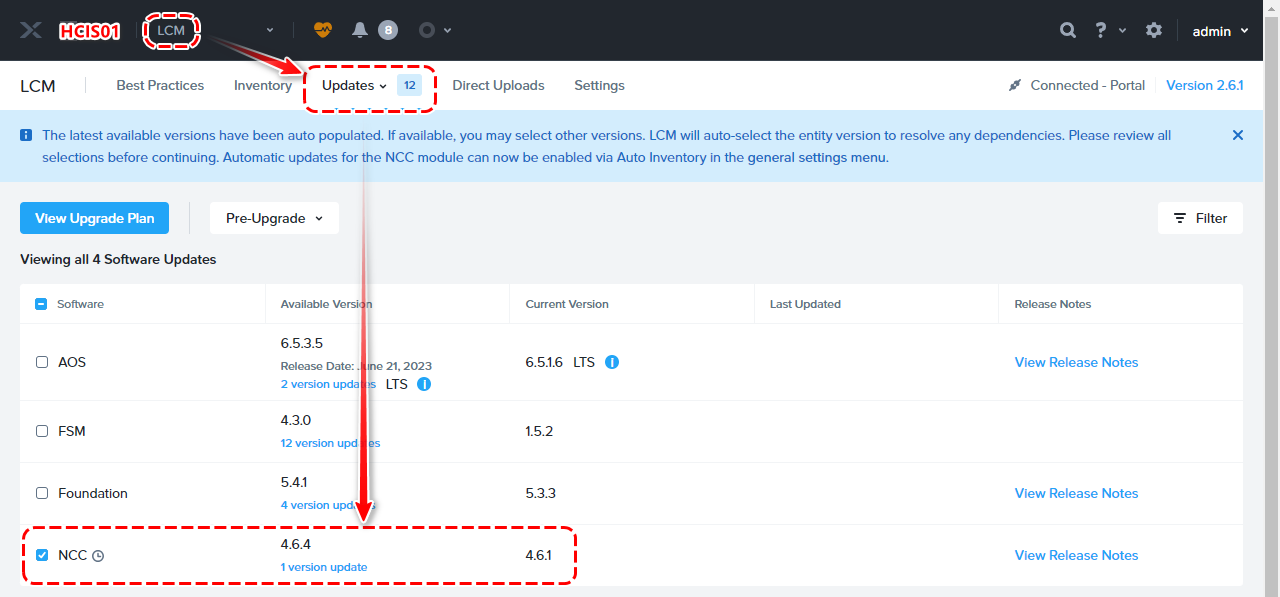 HCIS01 LCM 8 admin
LCM Best Practices Inventory Updates 12 Direct Uploads Settings Connected - Portal Version 2.6.1
The latest available versions have been auto populated. If available, you may select other versions. LCM will auto-select the entity version to resolve any dependencies. Please review all
selections before continuing. Automatic updates for the NCC module can now be enabled via Auto Inventory in the general settings menu.
View Upgrade Plan Pre-Upgrade Filter
Viewing all 4 Software Updates
Software Available Version Current Version Last Updated Release Notes
6.5.3.5
AOS Release Date: June 21, 2023 6.5.1.6 LTS View Release Notes
2 version updates LTS
4.3.0
FSM 1.5.2
12 version updates
5.4.1
Foundation 5.3.3 View Release Notes
4 version updates
4.6.4
NCC 4.6.1 View Release Notes
1 version update